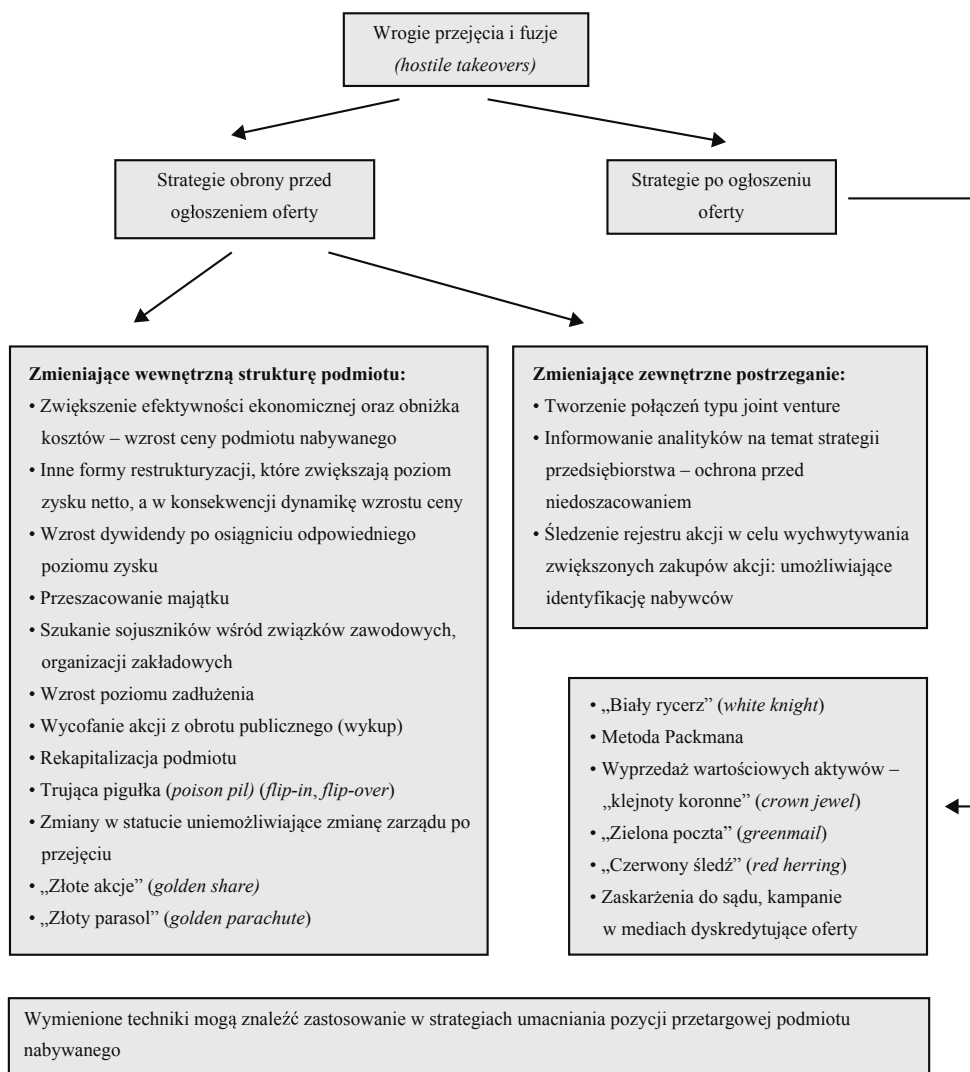 Wrogie przejęcia i fuzje
(hostile takeovers)
Strategie obrony przed
ogłoszeniem oferty
Strategie po ogłoszeniu
oferty
Zmieniające wewnętrzną strukturę podmiotu:
• Zwiększenie efektywności ekonomicznej oraz obniżka
kosztów – wzrost ceny podmiotu nabywanego
• Inne formy restrukturyzacji, które zwiększają poziom
zysku netto, a w konsekwencji dynamikę wzrostu ceny
• Wzrost dywidendy po osiągniciu odpowiedniego
poziomu zysku
• Przeszacowanie majątku
• Szukanie sojuszników wśród związków zawodowych,
organizacji zakładowych
• Wzrost poziomu zadłużenia
• Wycofanie akcji z obrotu publicznego (wykup)
• Rekapitalizacja podmiotu
• Trująca pigułka (poison pil) (flip-in, flip-over)
• Zmiany w statucie uniemożliwiające zmianę zarządu po
przejęciu
• „Złote akcje” (golden share)
• „Złoty parasol” (golden parachute)
Zmieniające zewnętrzne postrzeganie:
• Tworzenie połączeń typu joint venture
• Informowanie analityków na temat strategii
przedsiębiorstwa – ochrona przed
niedoszacowaniem
• Śledzenie rejestru akcji w celu wychwytywania
zwiększonych zakupów akcji: umożliwiające
identyfikację nabywców
• „Biały rycerz” (white knight)
• Metoda Packmana
• Wyprzedaż wartościowych aktywów –
„klejnoty koronne” (crown jewel)
• „Zielona poczta” (greenmail)
• „Czerwony śledź” (red herring)
• Zaskarżenia do sądu, kampanie
w mediach dyskredytujące oferty
Wymienione techniki mogą znaleźć zastosowanie w strategiach umacniania pozycji przetargowej podmiotu
nabywanego